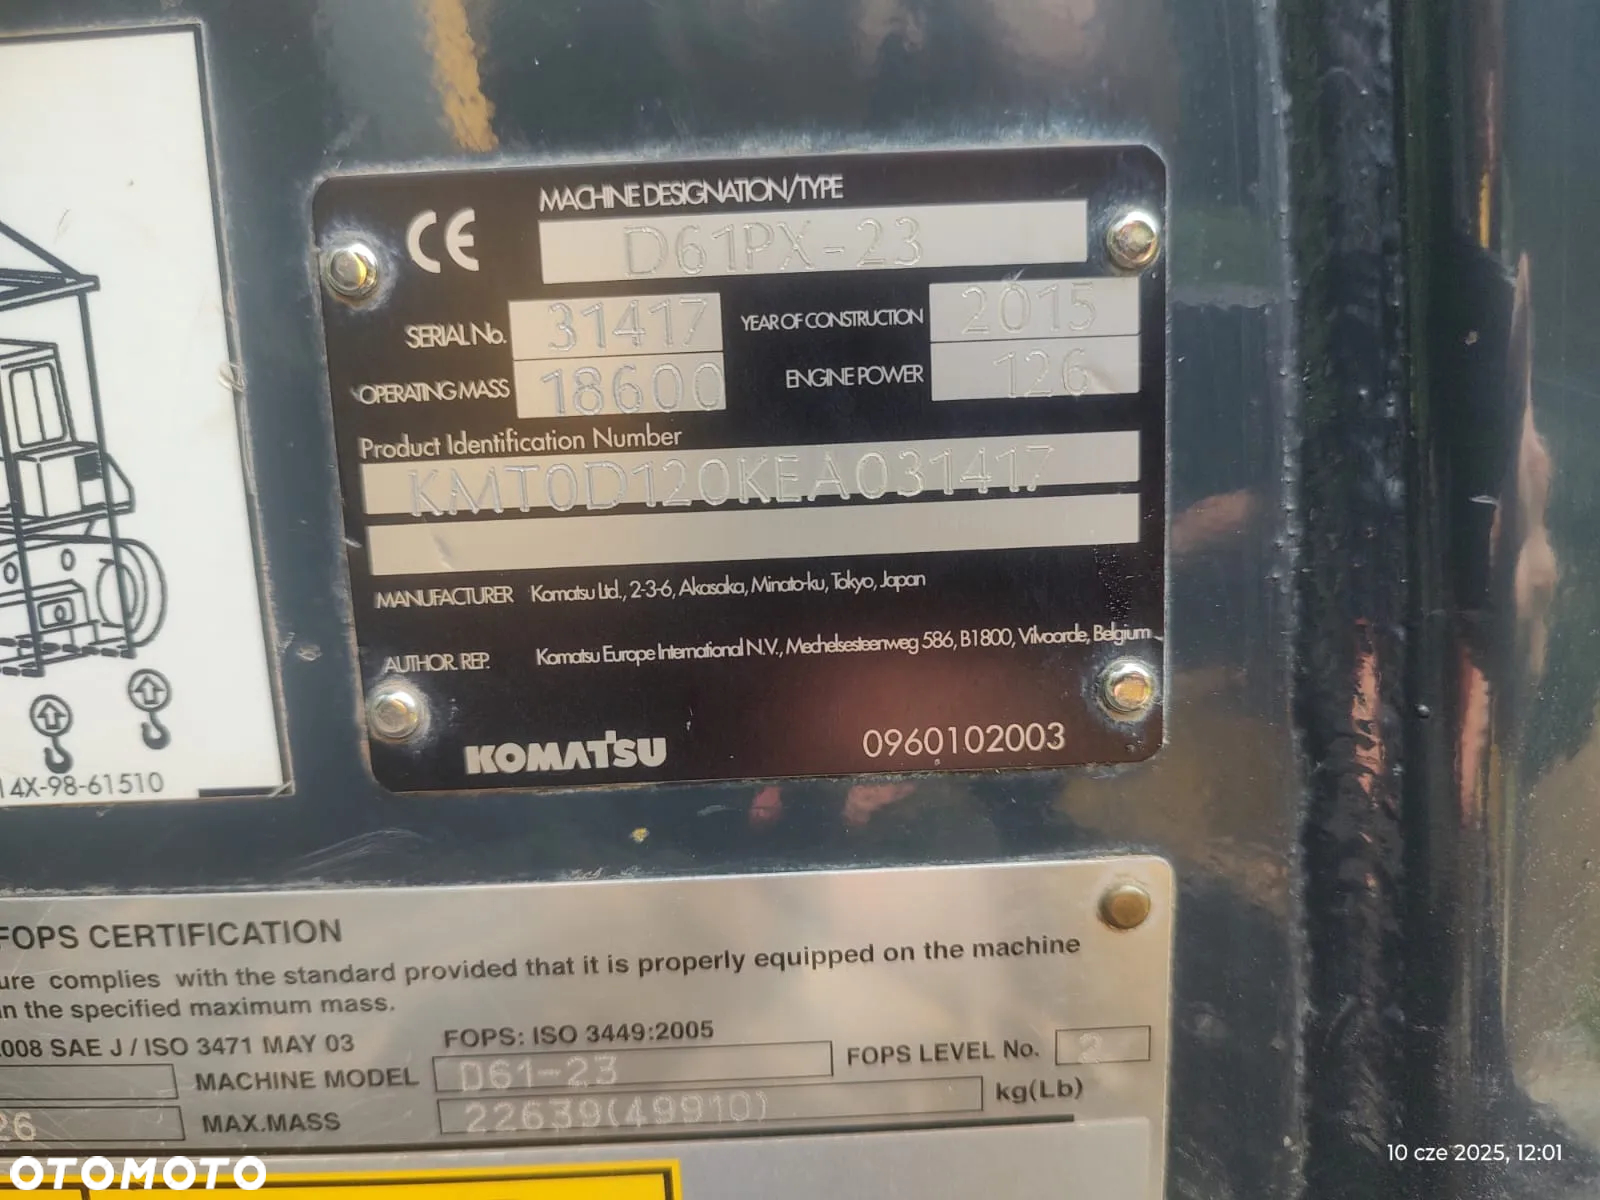 CE
MACHINE DESIGNATION/TYPE
D61PX-23
SERIAL No. 31417 YEAR OF CONSTRUCTION 2015
OPERATING MASS 18600 ENGINE POWER 126
Product Identification Number
KMT0D120KEA031417
MANUFACTURER Komatsu Ltd., 2-3-6, Akasaka, Minato-ku, Tokyo, Japan
AUTHOR. REP. Komatsu Europe International N.V., Mechelsesteenweg 586, B1800, Vilvoorde, Belgium
KOMATSU 0960102003
14X-98-61510
FOPS CERTIFICATION
ure complies with the standard provided that it is properly equipped on the machine
in the specified maximum mass.
008 SAE J / ISO 3471 MAY 03 FOPS: ISO 3449:2005
MACHINE MODEL D61-23 FOPS LEVEL No. 2
26 MAX.MASS 22639(49910) kg(Lb)
OTOMOTO
10 cze 2025, 12:01